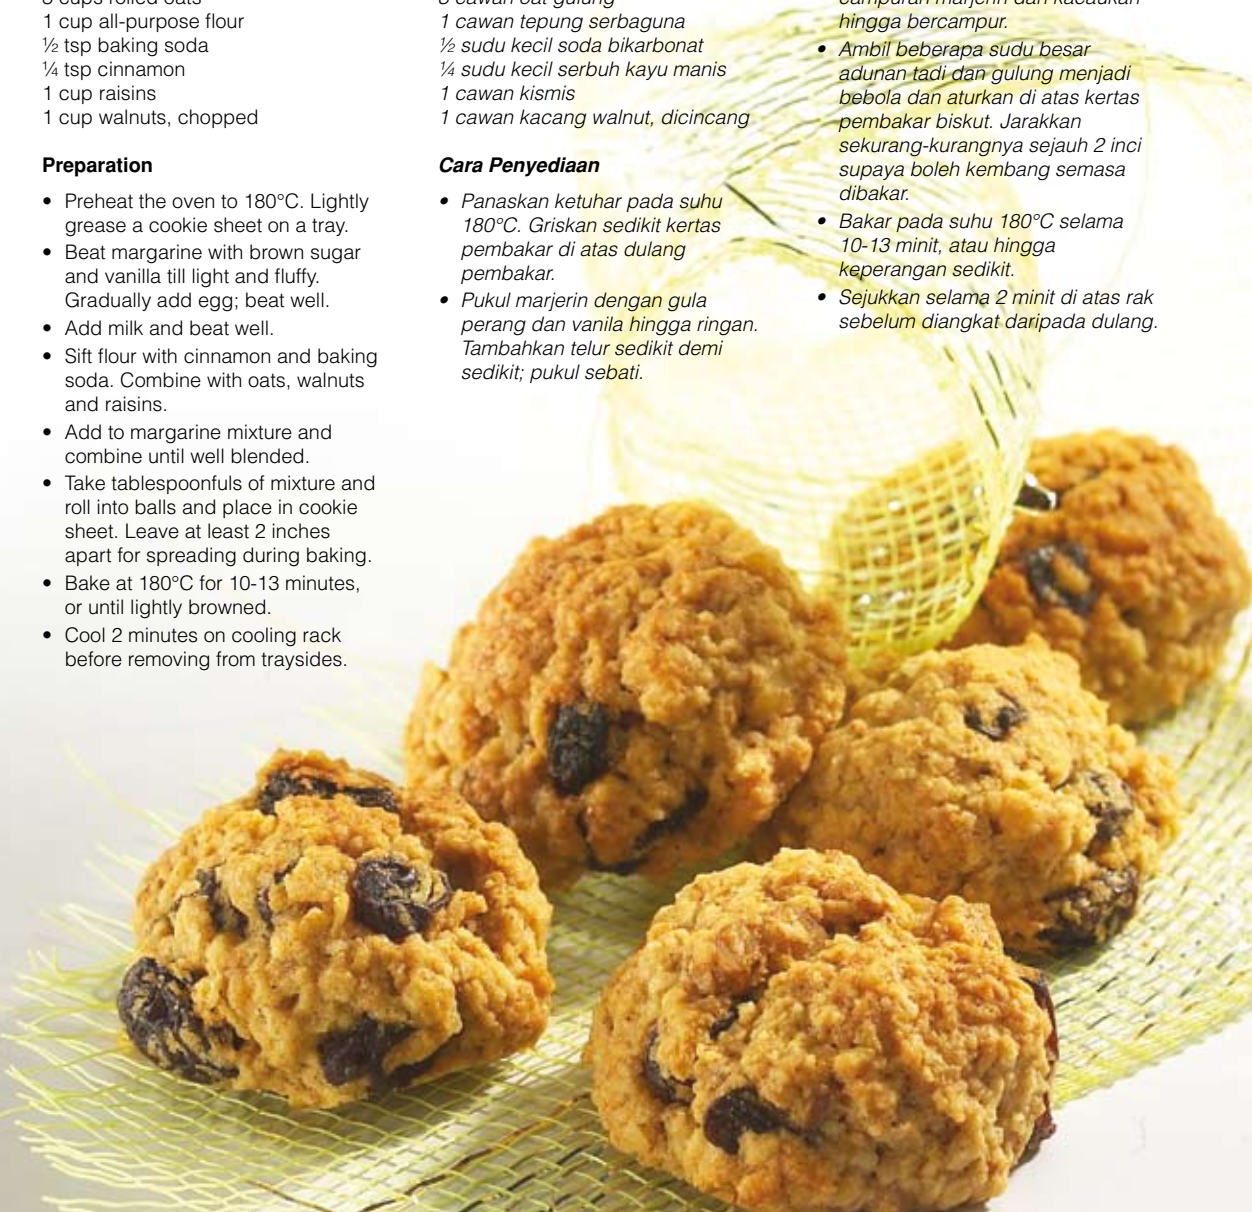 cups rolled oats
1 cup all-purpose flour
½ tsp baking soda
¼ tsp cinnamon
1 cup raisins
1 cup walnuts, chopped
Preparation
• Preheat the oven to 180°C. Lightly
grease a cookie sheet on a tray.
• Beat margarine with brown sugar
and vanilla till light and fluffy.
Gradually add egg; beat well.
• Add milk and beat well.
• Sift flour with cinnamon and baking
soda. Combine with oats, walnuts
and raisins.
• Add to margarine mixture and
combine until well blended.
• Take tablespoonfuls of mixture and
roll into balls and place in cookie
sheet. Leave at least 2 inches
apart for spreading during baking.
• Bake at 180°C for 10-13 minutes,
or until lightly browned.
• Cool 2 minutes on cooling rack
before removing from traysides.
cawan oat gulung
1 cawan tepung serbaguna
½ sudu kecil soda bikarbonat
¼ sudu kecil serbuh kayu manis
1 cawan kismis
1 cawan kacang walnut, dicincang
Cara Penyediaan
• Panaskan ketuhar pada suhu
180°C. Griskan sedikit kertas
pembakar di atas dulang
pembakar.
• Pukul marjerin dengan gula
perang dan vanila hingga ringan.
Tambahkan telur sedikit demi
sedikit; pukul sebati.
campuran marjerin dan kacaukan
hingga bercampur.
• Ambil beberapa sudu besar
adunan tadi dan gulung menjadi
bebola dan aturkan di atas kertas
pembakar biskut. Jarakkan
sekurang-kurangnya sejauh 2 inci
supaya boleh kembang semasa
dibakar.
• Bakar pada suhu 180°C selama
10-13 minit, atau hingga
keperangan sedikit.
• Sejukkan selama 2 minit di atas rak
sebelum diangkat daripada dulang.